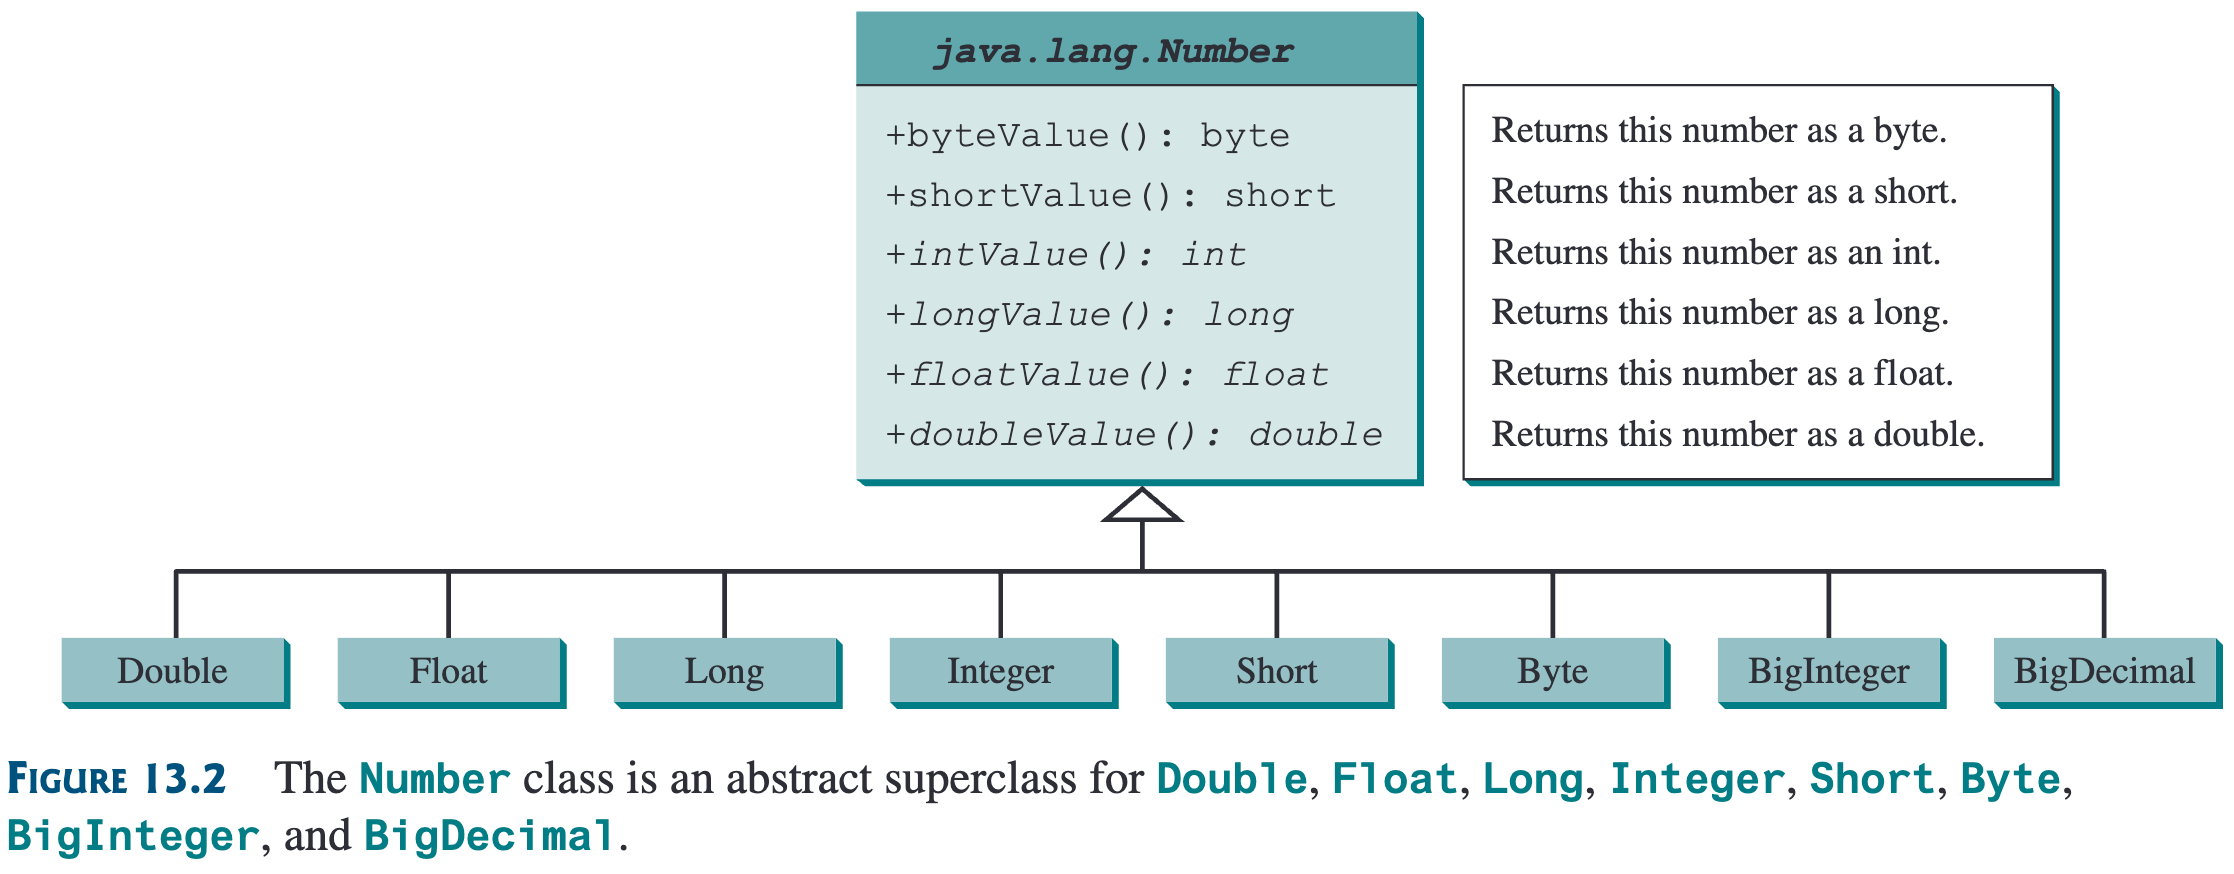 java.lang.Number
+byteValue(): byte
+shortValue(): short
+intValue(): int
+longValue(): long
+floatValue(): float
+doubleValue(): double
Returns this number as a byte.
Returns this number as a short.
Returns this number as an int.
Returns this number as a long.
Returns this number as a float.
Returns this number as a double.
Double
Float
Long
Integer
Short
Byte
BigInteger
BigDecimal
FIGURE 13.2 The Number class is an abstract superclass for Double, Float, Long, Integer, Short, Byte,
BigInteger, and BigDecimal.